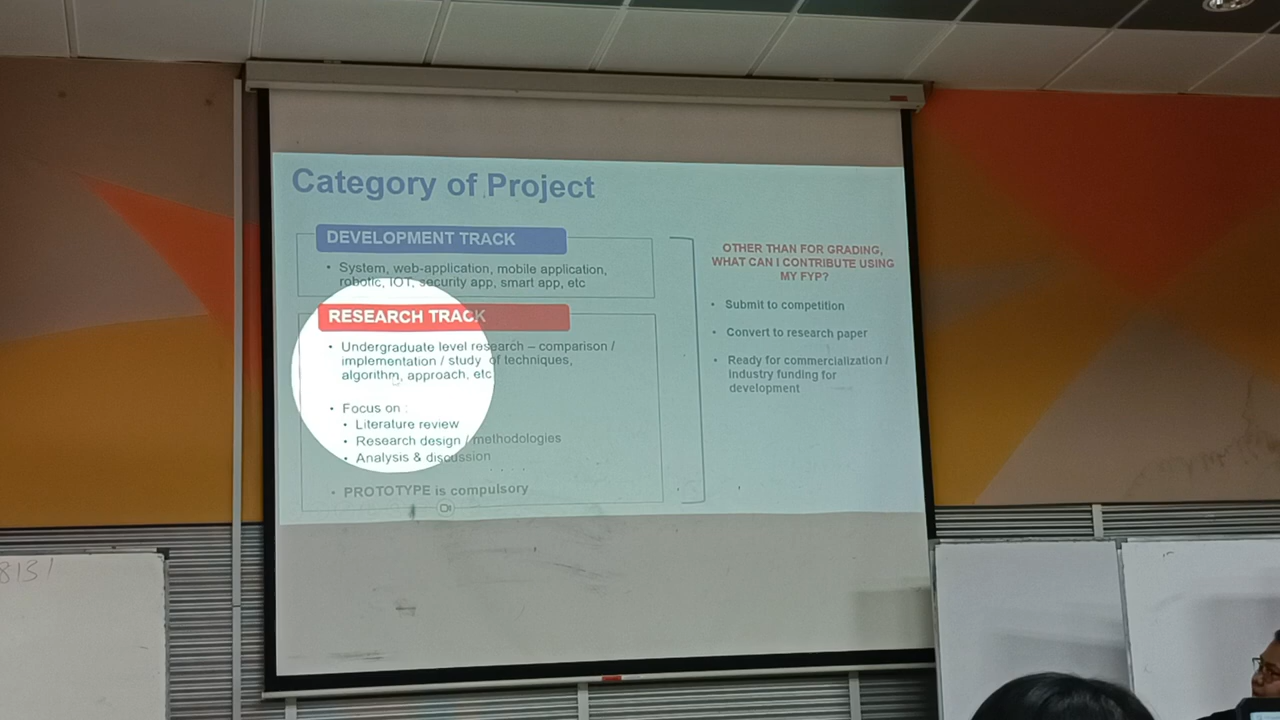 Category of Project
DEVELOPMENT TRACK
• System, web-application, mobile application,
robotic, IOT, security app, smart app, etc
RESEARCH TRACK
• Undergraduate level research – comparison /
implementation / study of techniques,
algorithm, approach, etc
• Focus on :
• Literature review
• Research design / methodologies
• Analysis & discussion
• PROTOTYPE is compulsory
OTHER THAN FOR GRADING,
WHAT CAN I CONTRIBUTE USING
MY FYP?
• Submit to competition
• Convert to research paper
• Ready for commercialization /
Industry funding for
development
8131